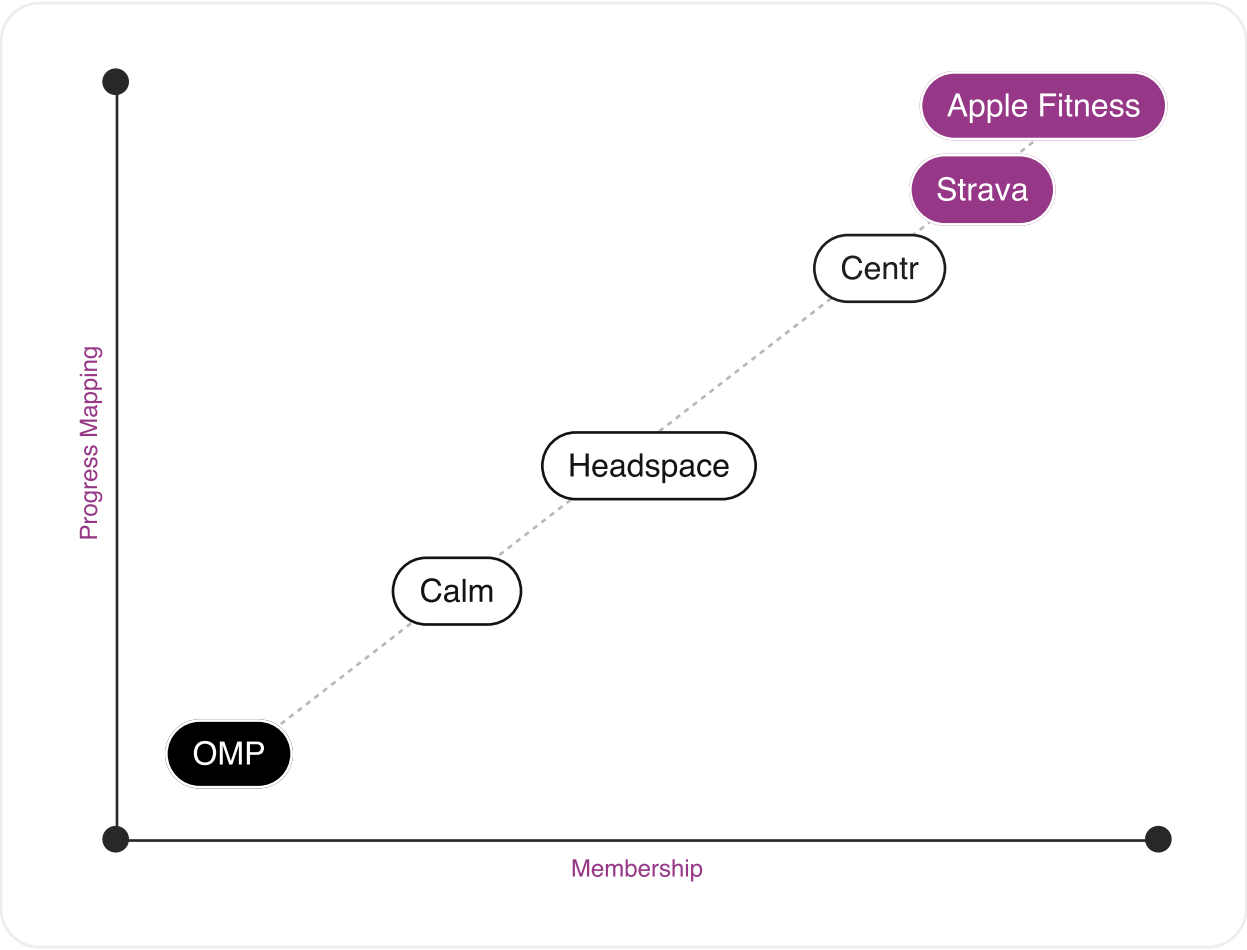 Apple Fitness
Strava
Centr
Progress Mapping
Headspace
Calm
OMP
Membership